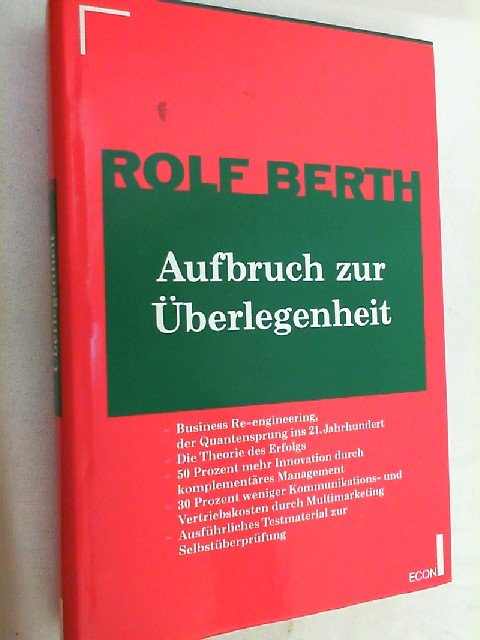 ROLF BERTH
Aufbruch zur
Überlegenheit
– Business Re-engineering,
der Quantensprung ins 21. Jahrhundert
– Die Theorie des Erfolgs
– 50 Prozent mehr Innovation durch
komplementäres Management
– 30 Prozent weniger Kommunikations- und
Vertriebskosten durch Multimarketing
– Ausführliches Testmaterial zur
Selbstüberprüfung
ECON
Überlegenheit